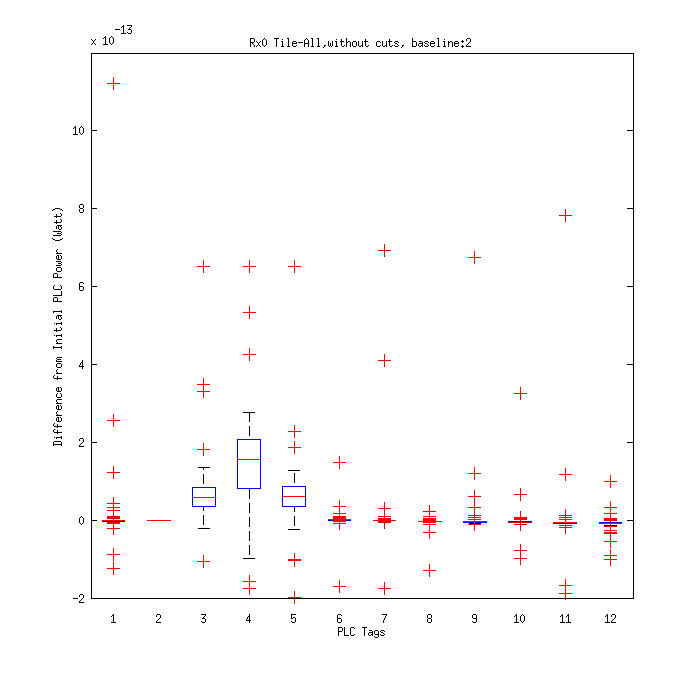 x 10 -13
Rx0 Tile-All,without cuts, baseline:2
10
8
6
4
2
0
-2
Difference from Initial PLC Power (Watt)
1 2 3 4 5 6 7 8 9 10 11 12
PLC Tags